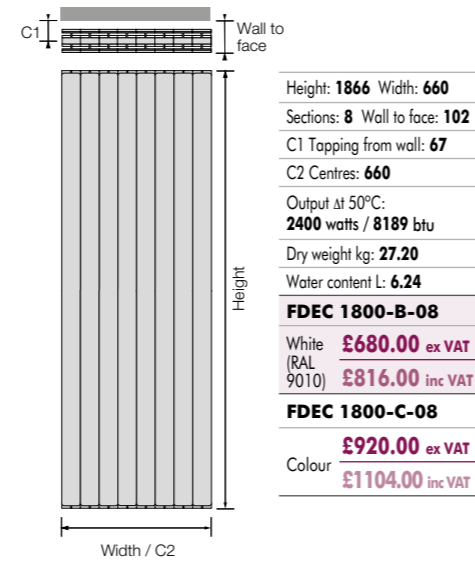 C1
Wall to
face
Height
Width / C2
Height: 1866 Width: 660
Sections: 8 Wall to face: 102
C1 Tapping from wall: 67
C2 Centres: 660
Output Δt 50ºC:
2400 watts / 8189 btu
Dry weight kg: 27.20
Water content L: 6.24
FDEC 1800-B-08
White
(RAL
9010)
£680.00 ex VAT
£816.00 inc VAT
FDEC 1800-C-08
Colour
£920.00 ex VAT
£1104.00 inc VAT